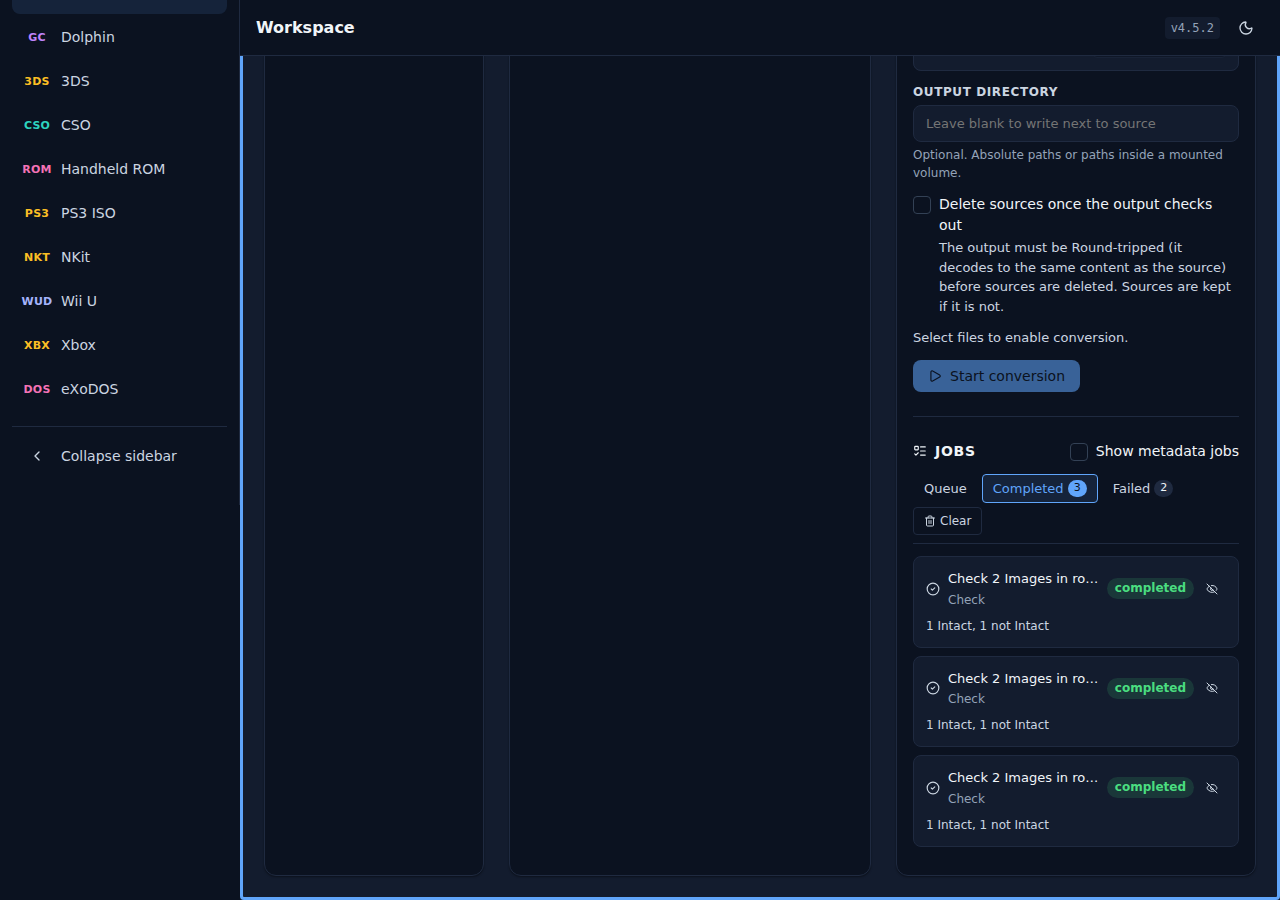 GC Dolphin
3DS 3DS
CSO CSO
ROM Handheld ROM
PS3 PS3 ISO
NKT NKit
WUD Wii U
XBX Xbox
DOS eXoDOS
Collapse sidebar
Workspace
v4.5.2
OUTPUT DIRECTORY
Leave blank to write next to source
Optional. Absolute paths or paths inside a mounted
volume.
Delete sources once the output checks
out
The output must be Round-tripped (it
decodes to the same content as the source)
before sources are deleted. Sources are kept
if it is not.
Select files to enable conversion.
Start conversion
JOBS
Show metadata jobs
Queue Completed 3 Failed 2
Clear
Check 2 Images in ro... completed
Check
1 Intact, 1 not Intact
Check 2 Images in ro... completed
Check
1 Intact, 1 not Intact
Check 2 Images in ro... completed
Check
1 Intact, 1 not Intact